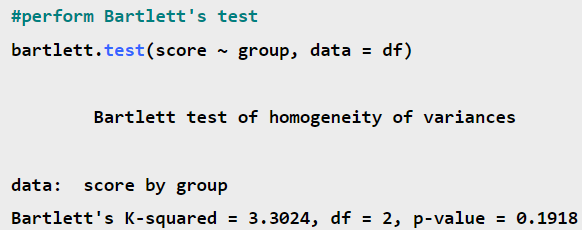 #perform Bartlett's test
bartlett.test(score ~ group, data = df)
Bartlett test of homogeneity of variances
data:  score by group
Bartlett's K-squared = 3.3024, df = 2, p-value = 0.1918